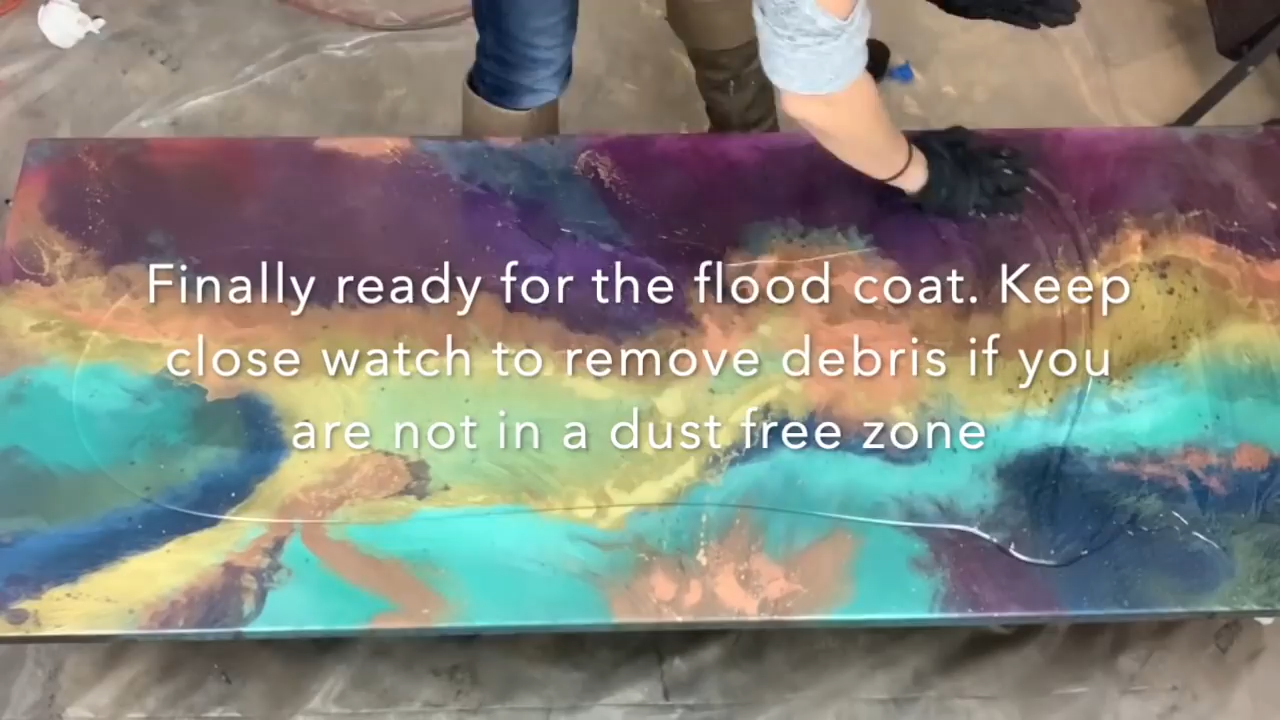 Finally ready for the flood coat. Keep
close watch to remove debris if you
are not in a dust free zone